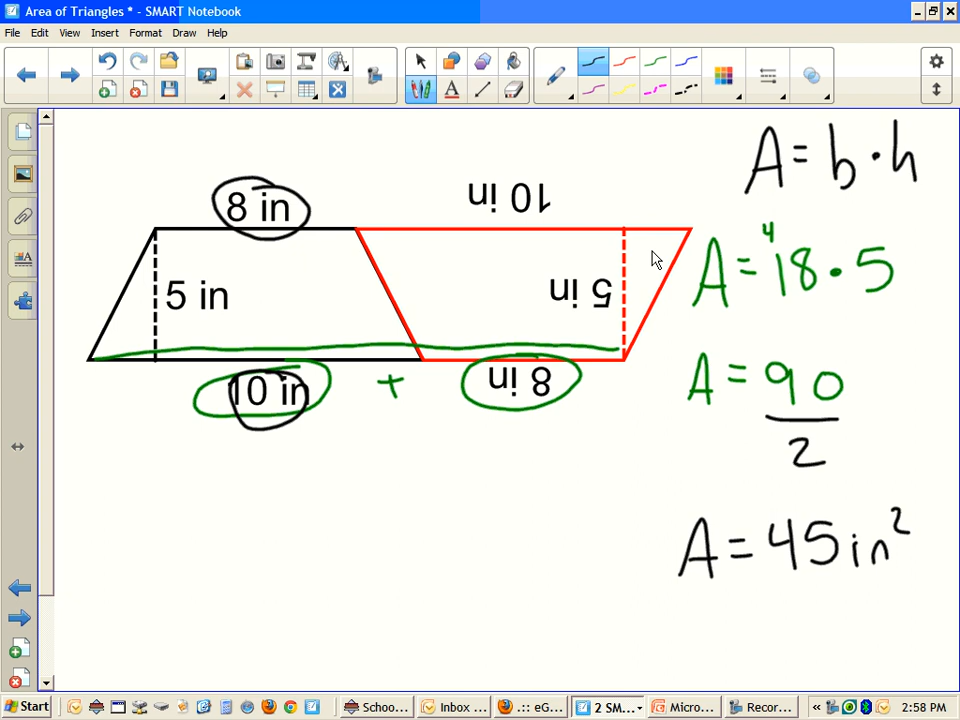 Area of Triangles * - SMART Notebook
File Edit View Insert Format Draw Help
A = b · h
8 in
10 in
4
A = 18 · 5
5 in
5 in
10 in + 8 in
A = 90
2
A = 45 in²
Start
Schoo...
Inbox ...
.:: eG...
2 SM...
Micro...
Recor...
2:58 PM